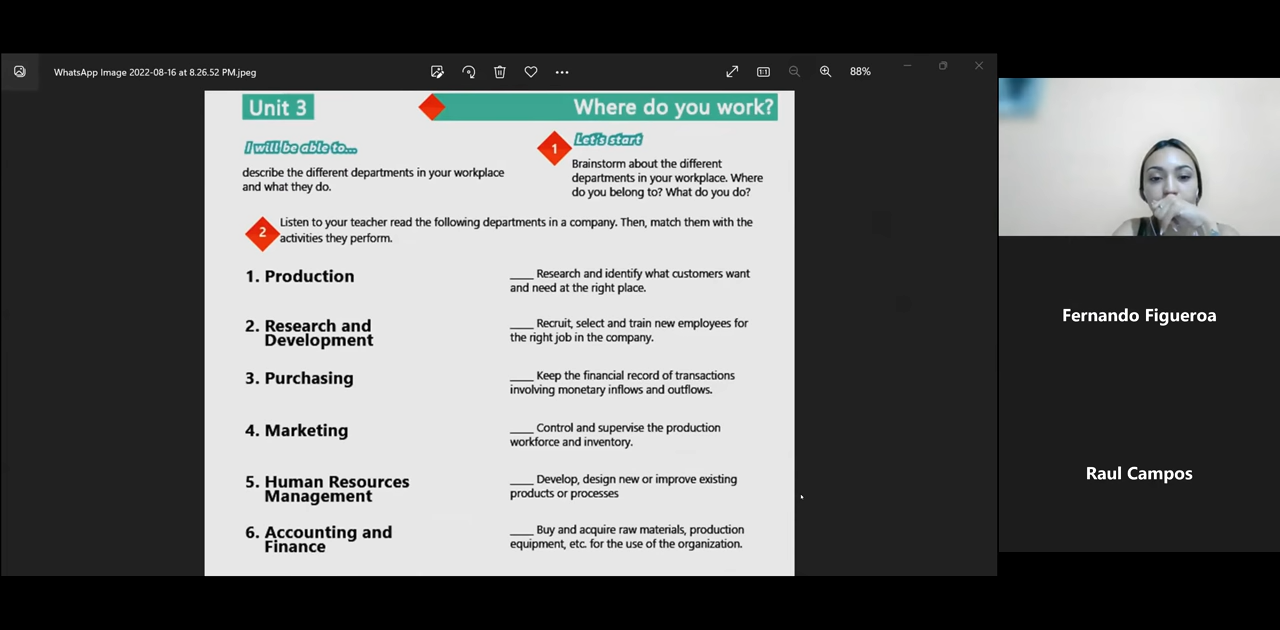 WhatsApp Image 2022-08-16 at 8.26.52 PM.jpeg
88%
Unit 3
Where do you work?
I will be able to...
describe the different departments in your workplace
and what they do.
1
Let's start
Brainstorm about the different
departments in your workplace. Where
do you belong to? What do you do?
2
Listen to your teacher read the following departments in a company. Then, match them with the
activities they perform.
1. Production
____ Research and identify what customers want
and need at the right place.
2. Research and
Development
____ Recruit, select and train new employees for
the right job in the company.
3. Purchasing
____ Keep the financial record of transactions
involving monetary inflows and outflows.
4. Marketing
____ Control and supervise the production
workforce and inventory.
5. Human Resources
Management
____ Develop, design new or improve existing
products or processes
6. Accounting and
Finance
____ Buy and acquire raw materials, production
equipment, etc. for the use of the organization.
Fernando Figueroa
Raul Campos